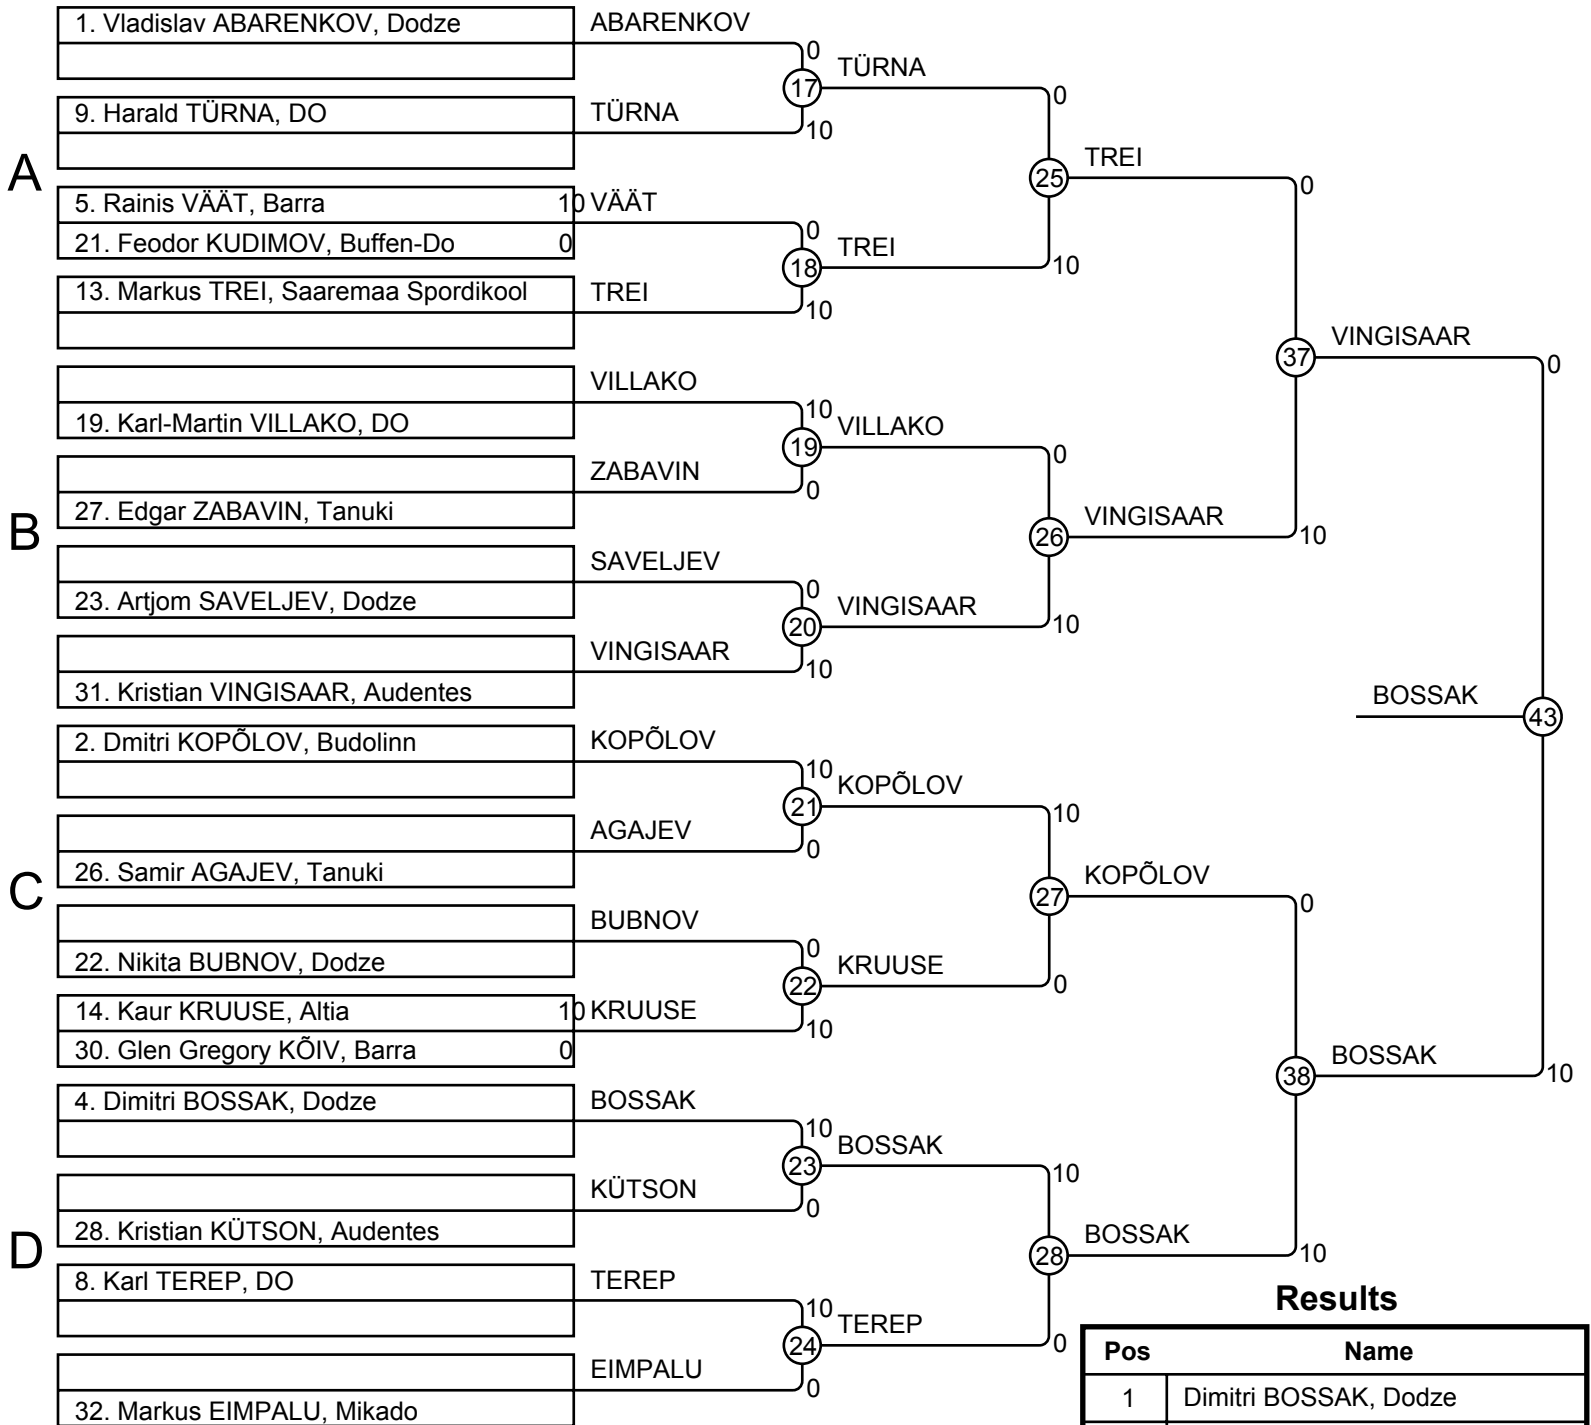 1. Vladislav ABARENKOV, Dodze
ABARENKOV
0
17
TÜRNA
9. Harald TÜRNA, DO
TÜRNA
10
0
A
25
TREI
5. Rainis VÄÄT, Barra 10
VÄÄT
21. Feodor KUDIMOV, Buffen-Do 0
0
18
TREI
10
13. Markus TREI, Saaremaa Spordikool
TREI
10
0
37
VINGISAAR
VILLAKO
19. Karl-Martin VILLAKO, DO
10
19
VILLAKO
ZABAVIN
0
27. Edgar ZABAVIN, Tanuki
0
B
26
VINGISAAR
10
SAVELJEV
23. Artjom SAVELJEV, Dodze
0
20
VINGISAAR
10
VINGISAAR
10
31. Kristian VINGISAAR, Audentes
0
BOSSAK
43
2. Dmitri KOPÕLOV, Budolinn
KOPÕLOV
10
21
KOPÕLOV
AGAJEV
0
26. Samir AGAJEV, Tanuki
10
C
27
KOPÕLOV
BUBNOV
22. Nikita BUBNOV, Dodze
0
22
KRUUSE
0
14. Kaur KRUUSE, Altia 10
KRUUSE
10
30. Glen Gregory KÕIV, Barra 0
0
38
BOSSAK
10
4. Dimitri BOSSAK, Dodze
BOSSAK
10
23
BOSSAK
KÜTSON
0
28. Kristian KÜTSON, Audentes
10
D
28
BOSSAK
10
8. Karl TEREP, DO
TEREP
10
24
TEREP
0
EIMPALU
0
32. Markus EIMPALU, Mikado
Results
Pos Name
1 Dimitri BOSSAK, Dodze